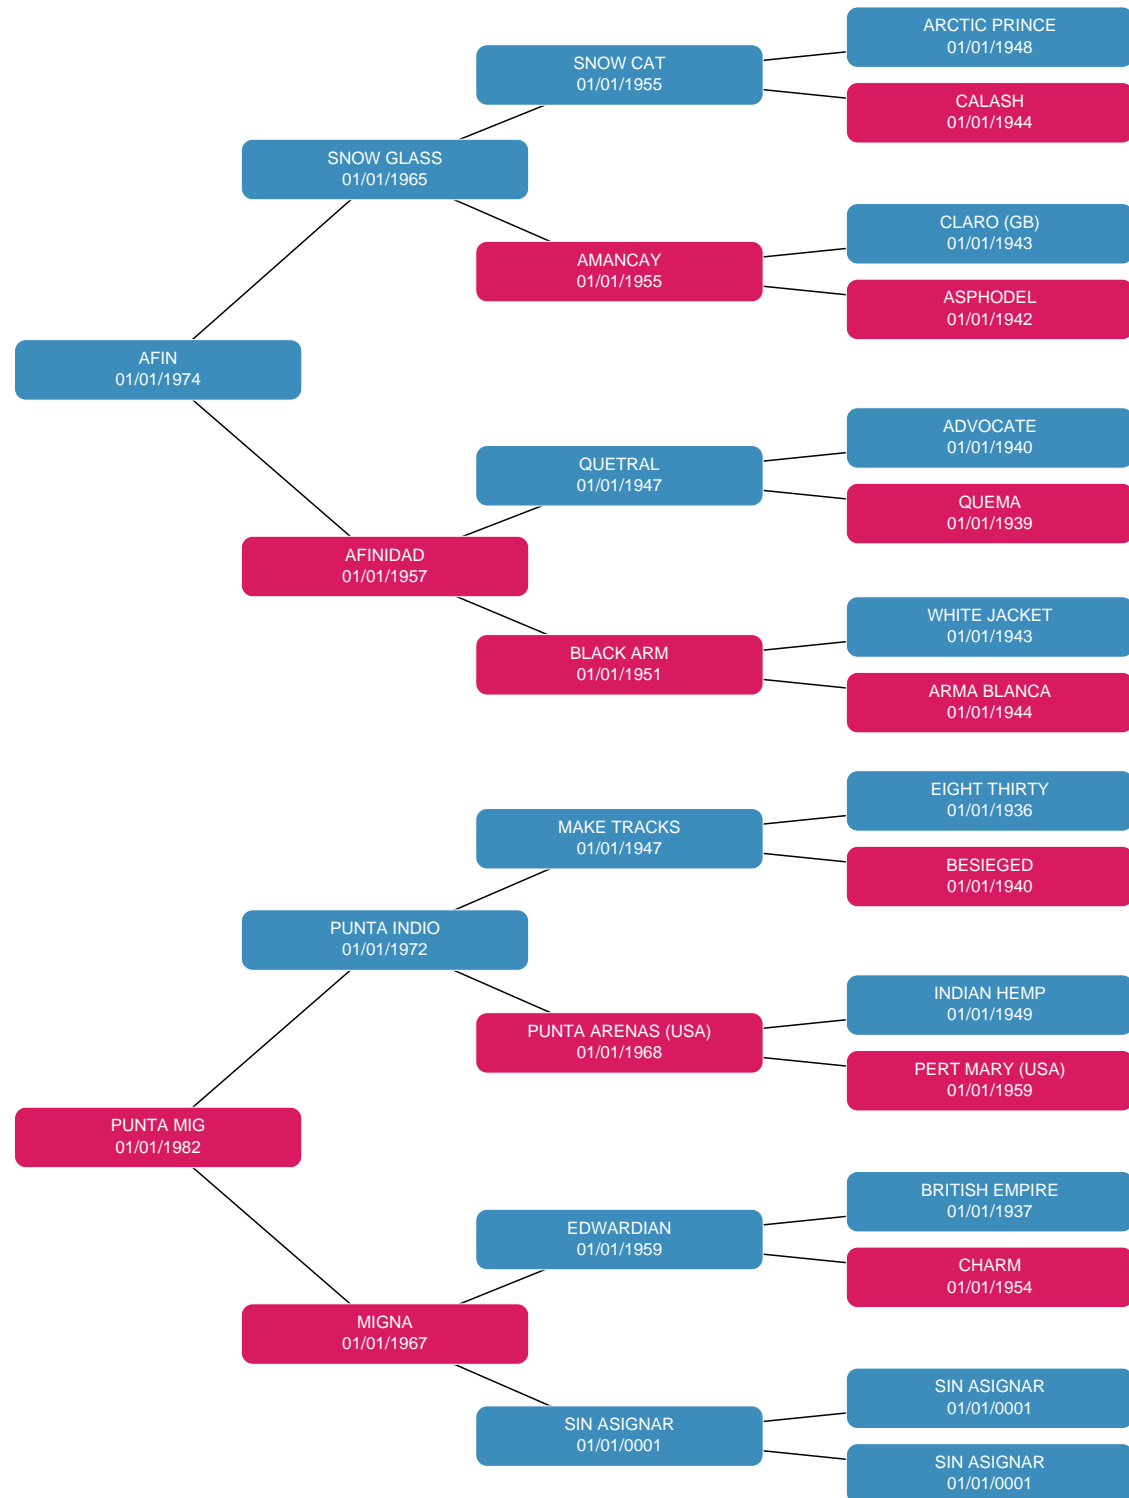 ARCTIC PRINCE
01/01/1948
SNOW CAT
01/01/1955
CALASH
01/01/1944
SNOW GLASS
01/01/1965
CLARO (GB)
01/01/1943
AMANCAY
01/01/1955
ASPHODEL
01/01/1942
AFIN
01/01/1974
ADVOCATE
01/01/1940
QUETRAL
01/01/1947
QUEMA
01/01/1939
AFINIDAD
01/01/1957
WHITE JACKET
01/01/1943
BLACK ARM
01/01/1951
ARMA BLANCA
01/01/1944
EIGHT THIRTY
01/01/1936
MAKE TRACKS
01/01/1947
BESIEGED
01/01/1940
PUNTA INDIO
01/01/1972
INDIAN HEMP
01/01/1949
PUNTA ARENAS (USA)
01/01/1968
PERT MARY (USA)
01/01/1959
PUNTA MIG
01/01/1982
BRITISH EMPIRE
01/01/1937
EDWARDIAN
01/01/1959
CHARM
01/01/1954
MIGNA
01/01/1967
SIN ASIGNAR
01/01/0001
SIN ASIGNAR
01/01/0001
SIN ASIGNAR
01/01/0001